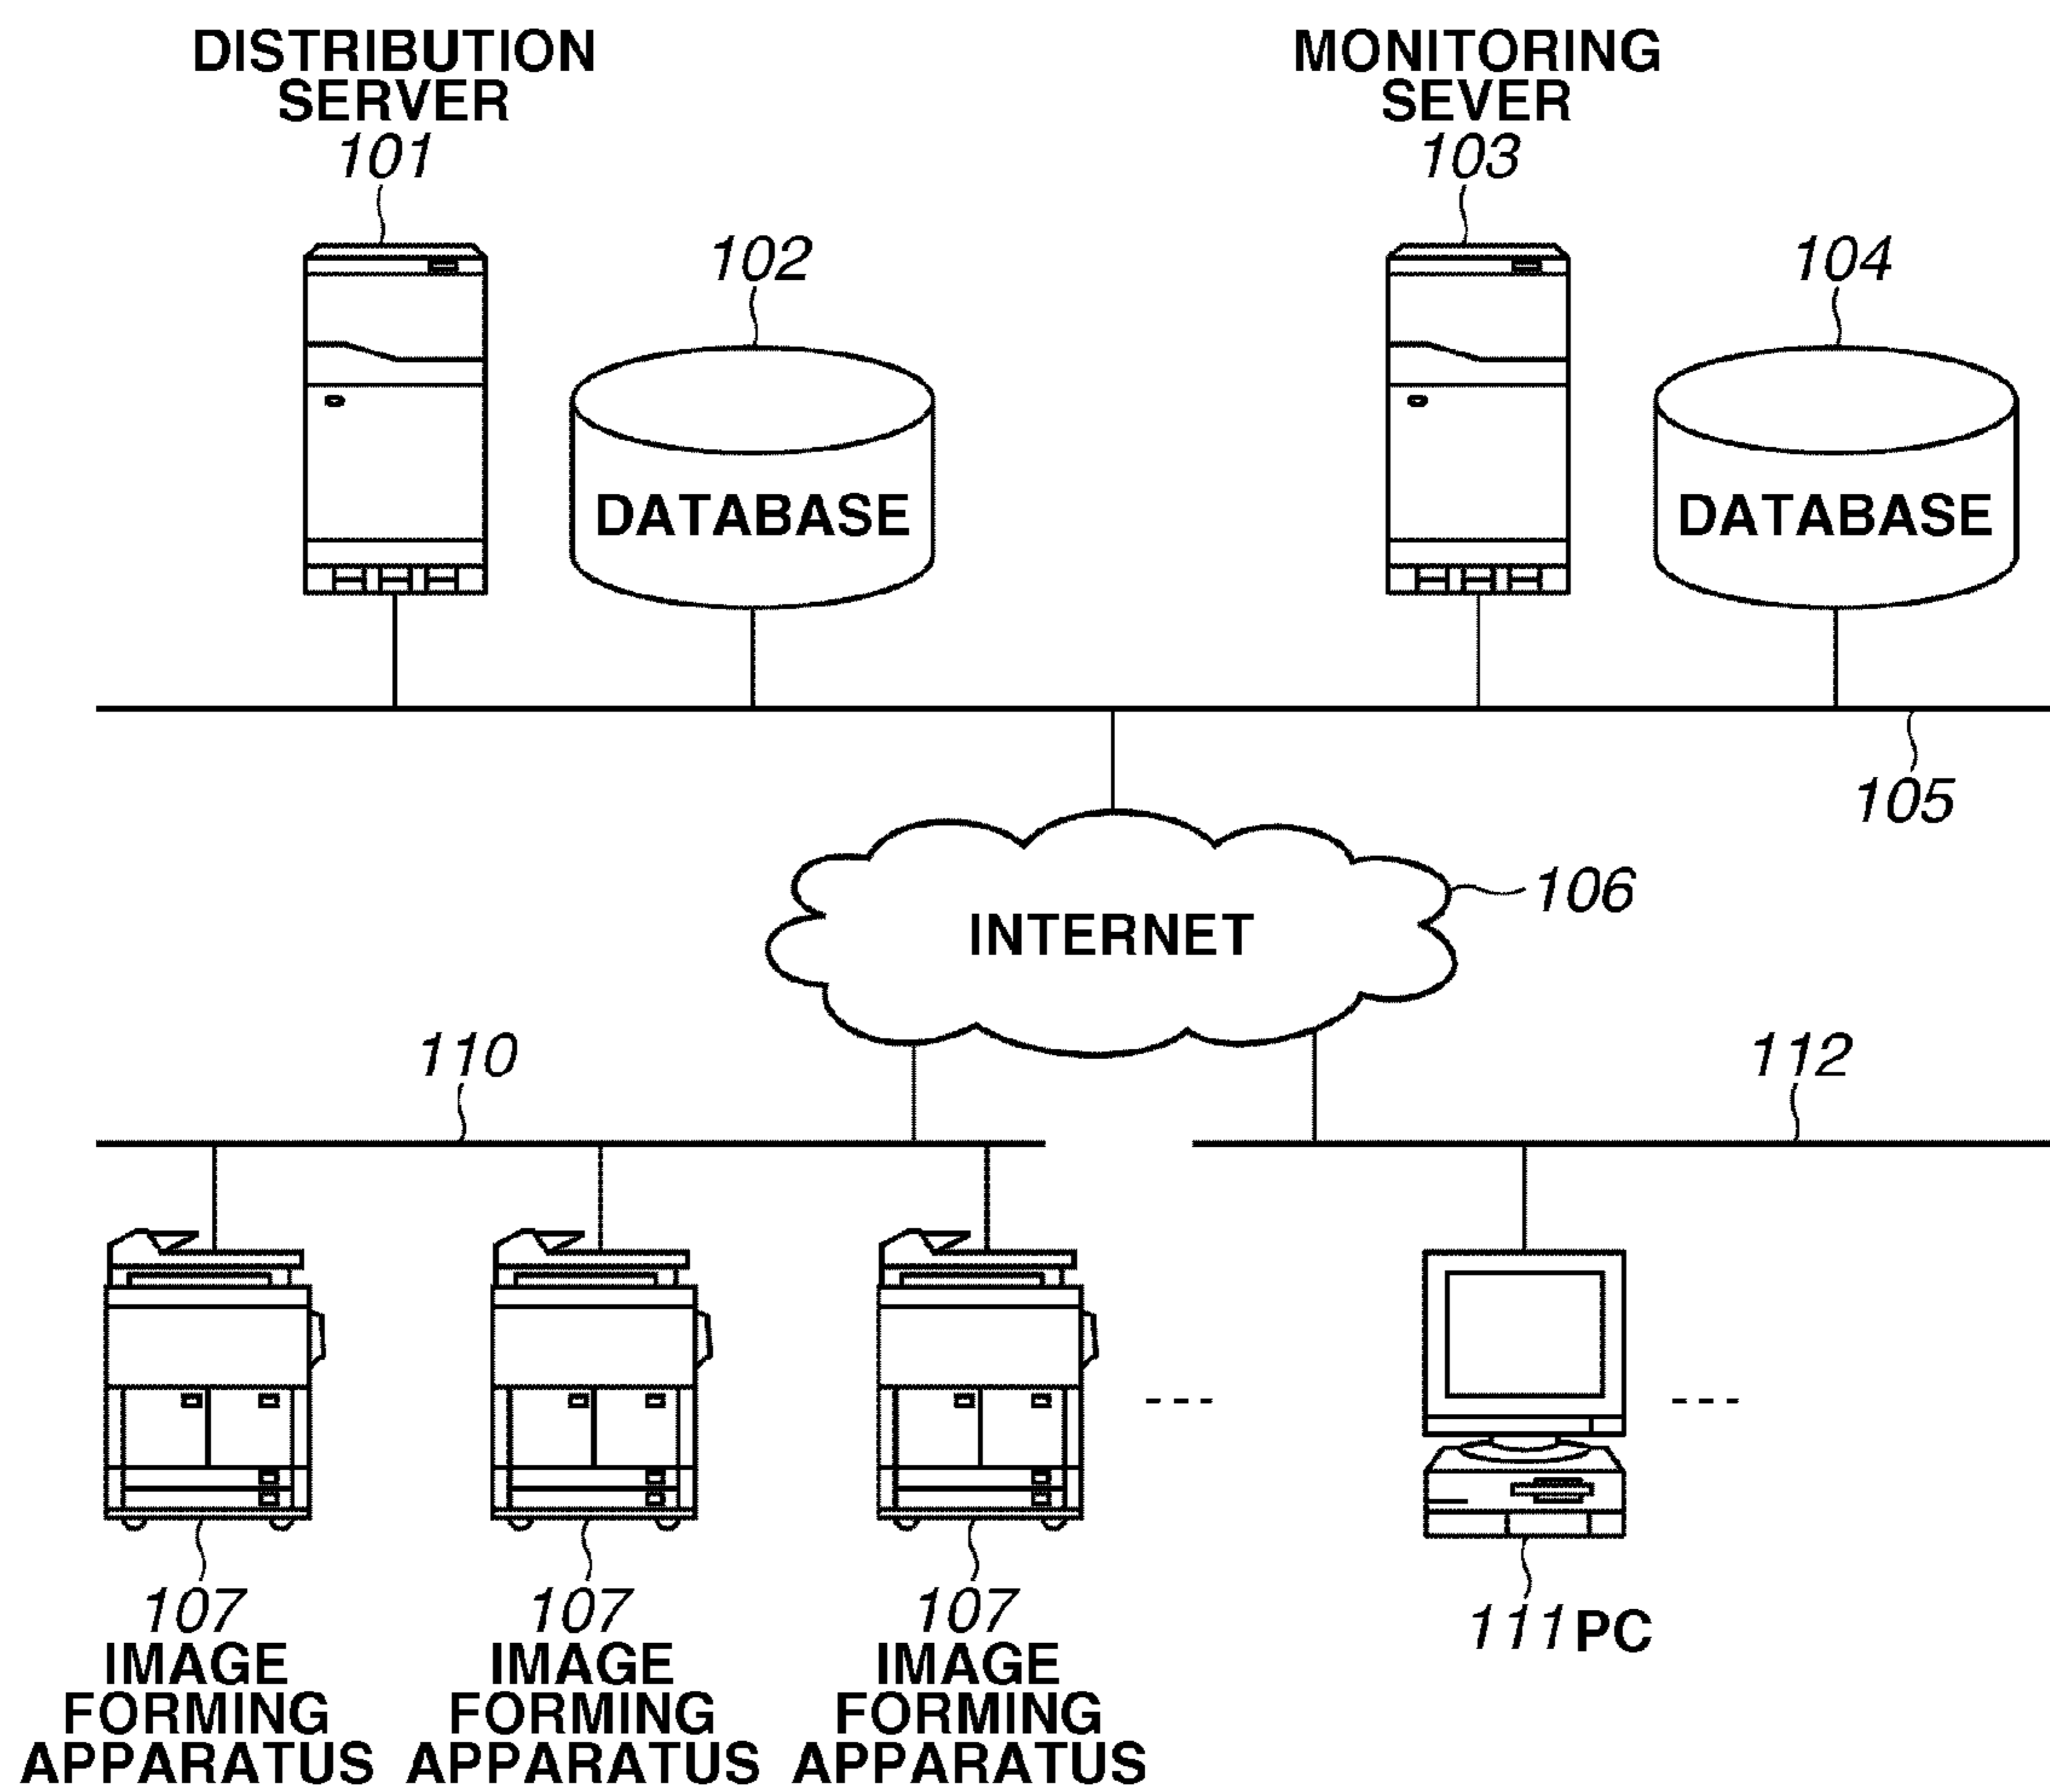 DISTRIBUTION
SERVER
101
MONITORING
SEVER
103
102
104
DATABASE
DATABASE
105
106
INTERNET
110
112
107
IMAGE
FORMING
APPARATUS
107
IMAGE
FORMING
APPARATUS
107
IMAGE
FORMING
APPARATUS
---
111 PC
---